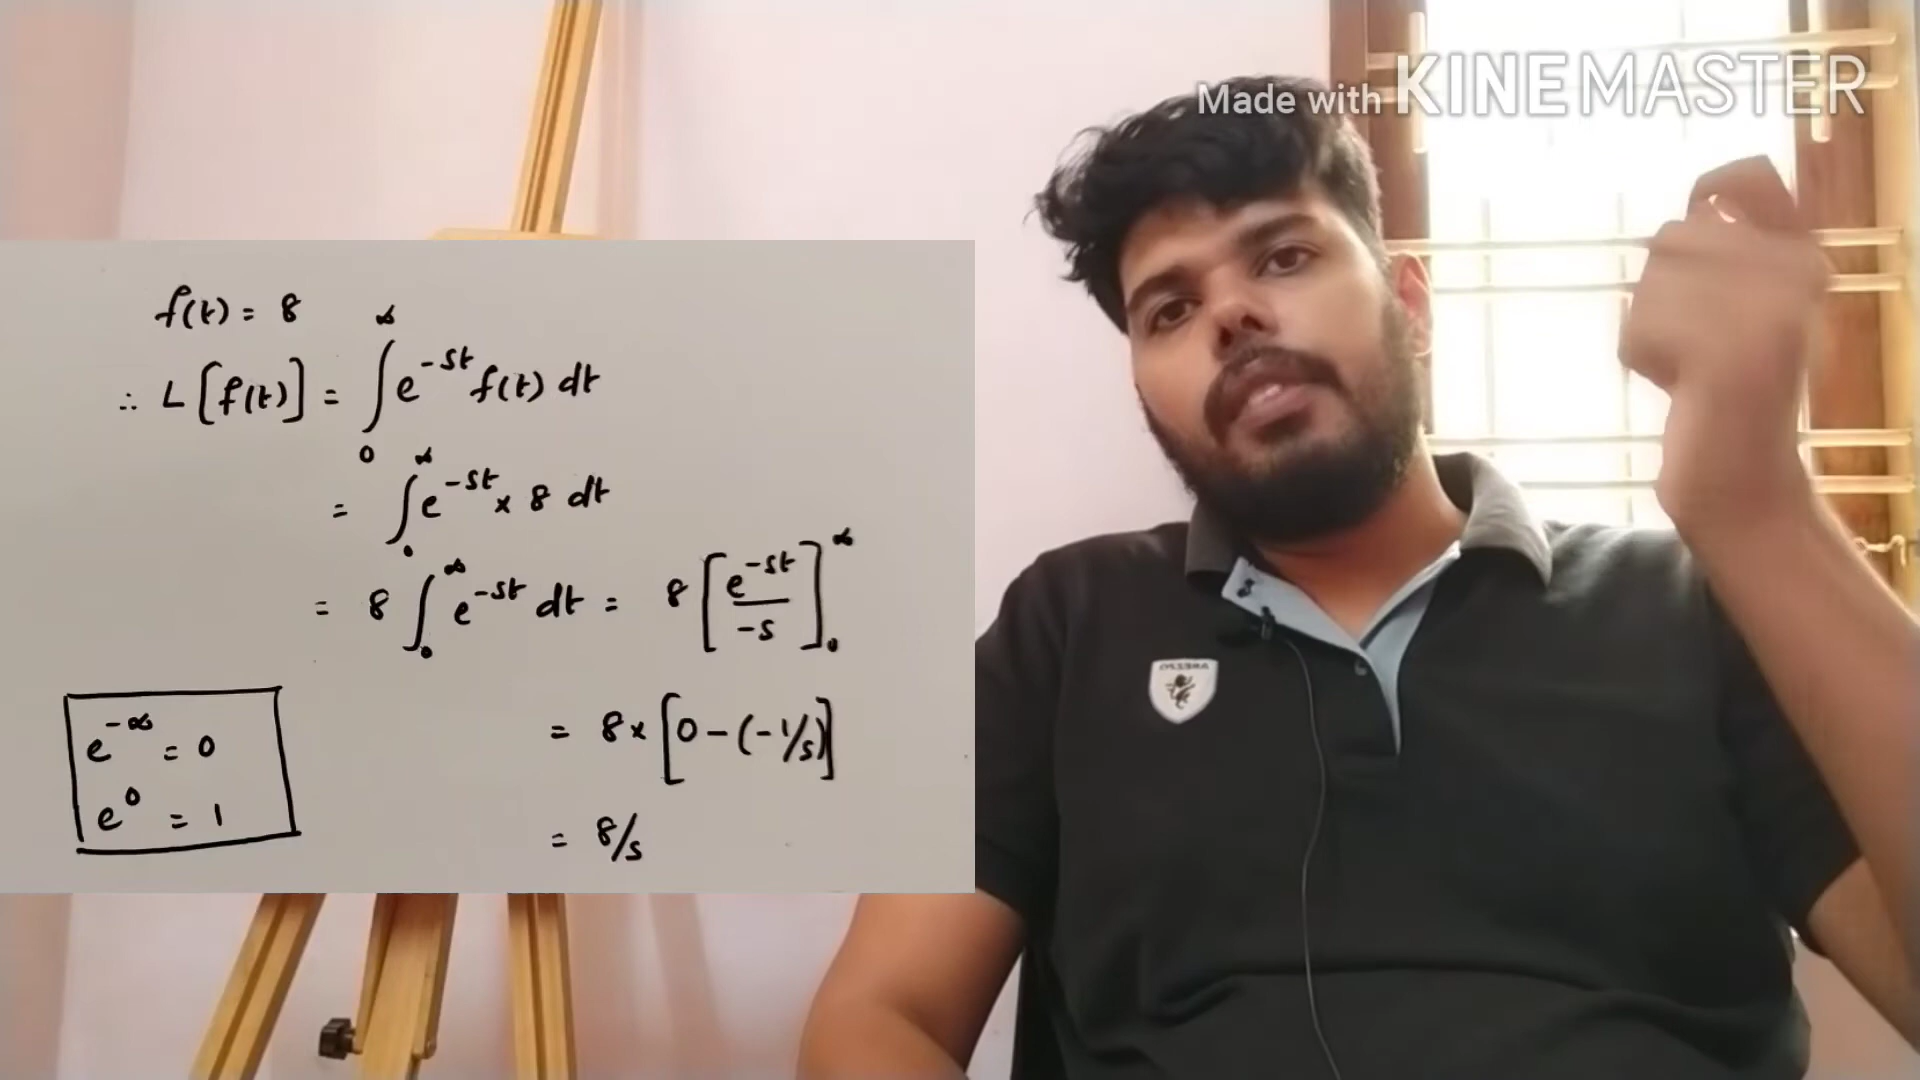 Made with KINEMASTER
f(t) = 8
∴ L[f(t)] = ∫₀^∞ e^-st f(t) dt
= ∫₀^∞ e^-st × 8 dt
= 8 ∫₀^∞ e^-st dt = 8 [e^-st / -s]₀^∞
= 8 × [0 - (-1/s)]
= 8/s
e^-∞ = 0
e^0 = 1